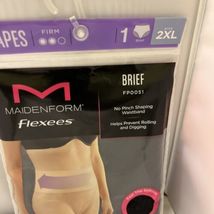 APES
FIRM
1
2XL
MAIDENFORM
flexees
BRIEF
FP0051
No Pinch Shaping
Waistband
Helps Prevent Rolling
and Digging